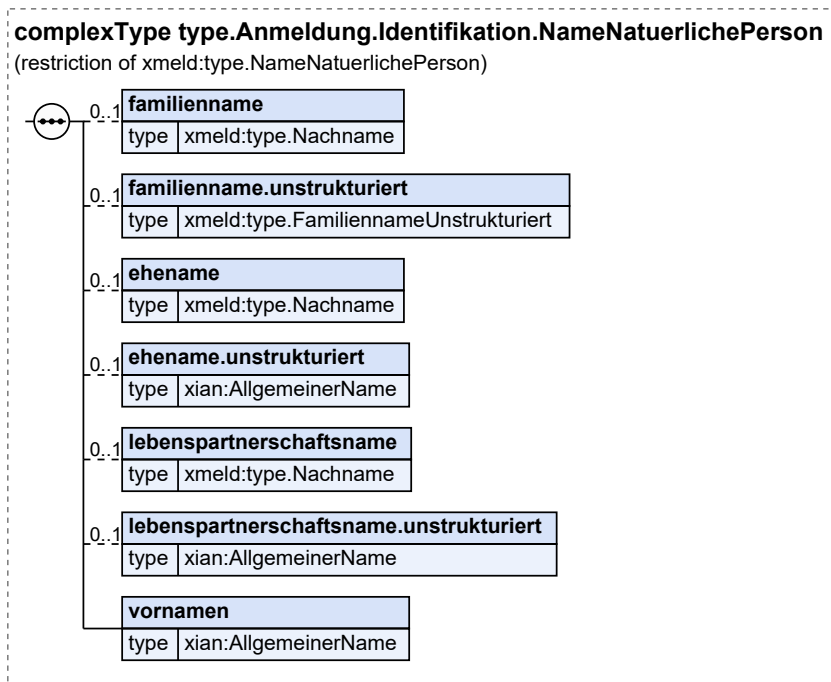 complexType type.Anmeldung.Identifikation.NameNatuerlichePerson
(restriction of xmeld:type.NameNatuerlichePerson)
0..1 familienname
type xmeld:type.Nachname
0..1 familienname.unstrukturiert
type xmeld:type.FamiliennameUnstrukturiert
0..1 ehename
type xmeld:type.Nachname
0..1 ehename.unstrukturiert
type xian:AllgemeinerName
0..1 lebenspartnerschaftsname
type xmeld:type.Nachname
0..1 lebenspartnerschaftsname.unstrukturiert
type xian:AllgemeinerName
vornamen
type xian:AllgemeinerName